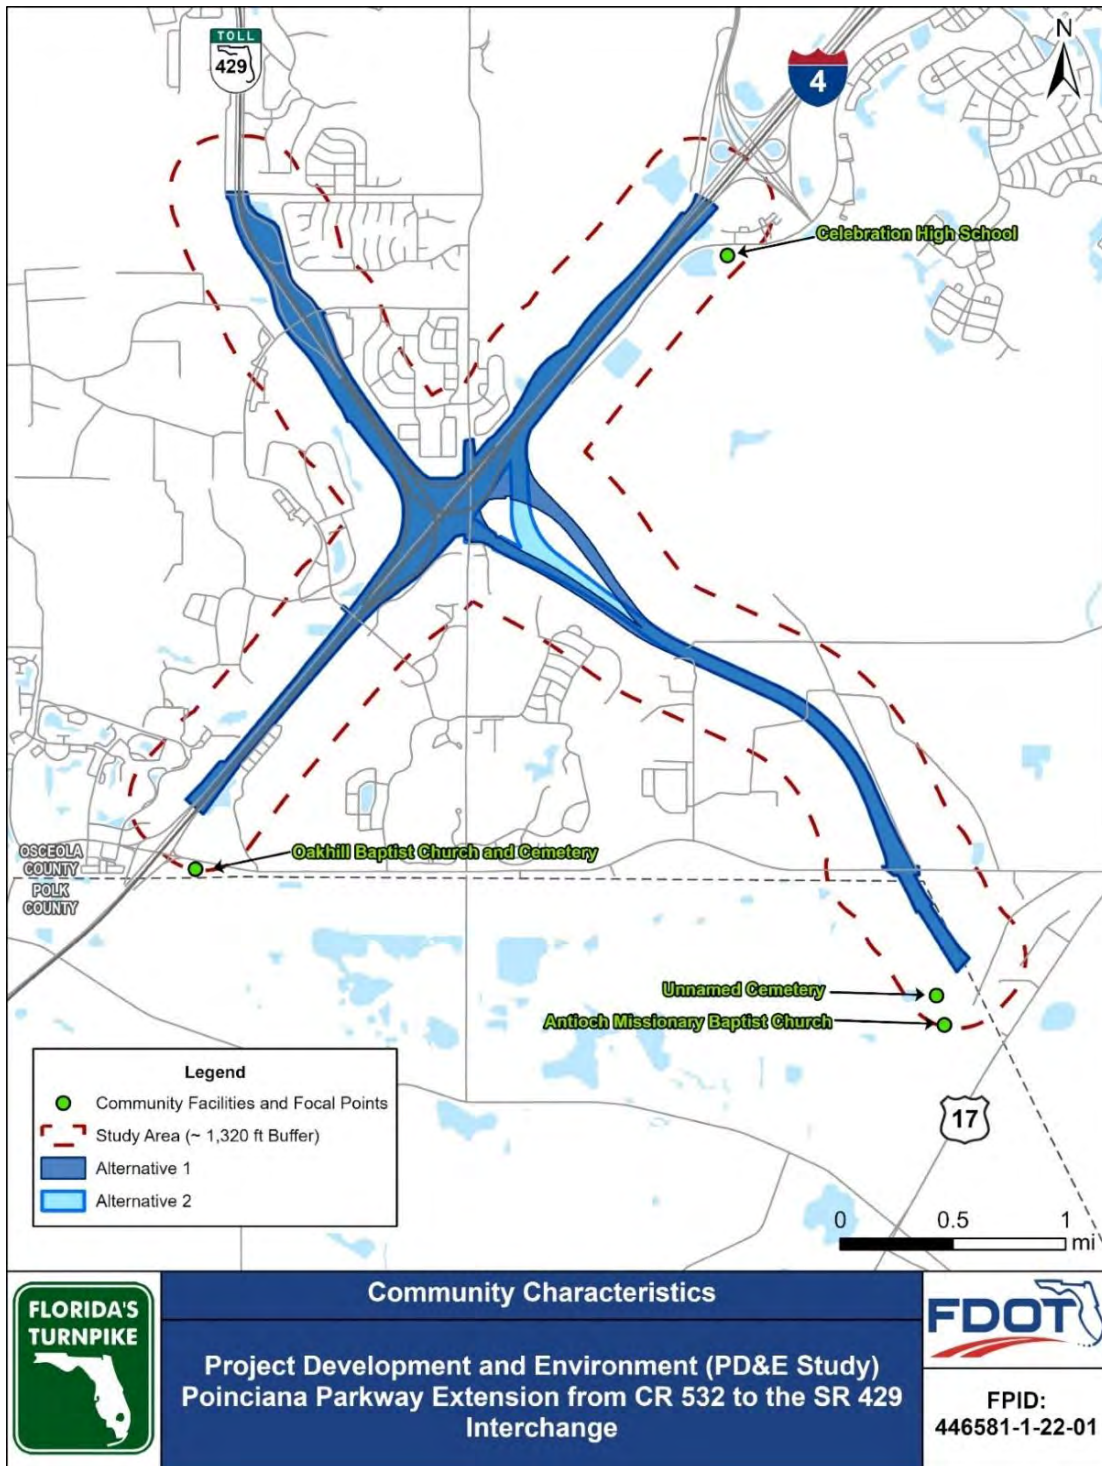 TOLL
429
4
N
Celebration High School
Oakhill Baptist Church and Cemetery
OSCEOLA
COUNTY
POLK
COUNTY
Unnamed Cemetery
Antioch Missionary Baptist Church
17
Legend
Community Facilities and Focal Points
Study Area (~ 1,320 ft Buffer)
Alternative 1
Alternative 2
0 0.5 1
mi
FLORIDA'S
TURNPIKE
Community Characteristics
Project Development and Environment (PD&E Study)
Poinciana Parkway Extension from CR 532 to the SR 429
Interchange
FDOT
FPID:
446581-1-22-01